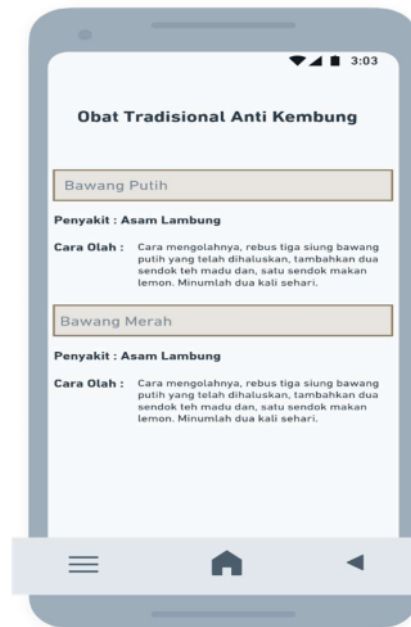 3:03
Obat Tradisional Anti Kembung
Bawang Putih
Penyakit : Asam Lambung
Cara Olah : Cara mengolahnya, rebus tiga siung bawang
putih yang telah dihaluskan, tambahkan dua
sendok teh madu dan, satu sendok makan
lemon. Minumlah dua kali sehari.
Bawang Merah
Penyakit : Asam Lambung
Cara Olah : Cara mengolahnya, rebus tiga siung bawang
putih yang telah dihaluskan, tambahkan dua
sendok teh madu dan, satu sendok makan
lemon. Minumlah dua kali sehari.